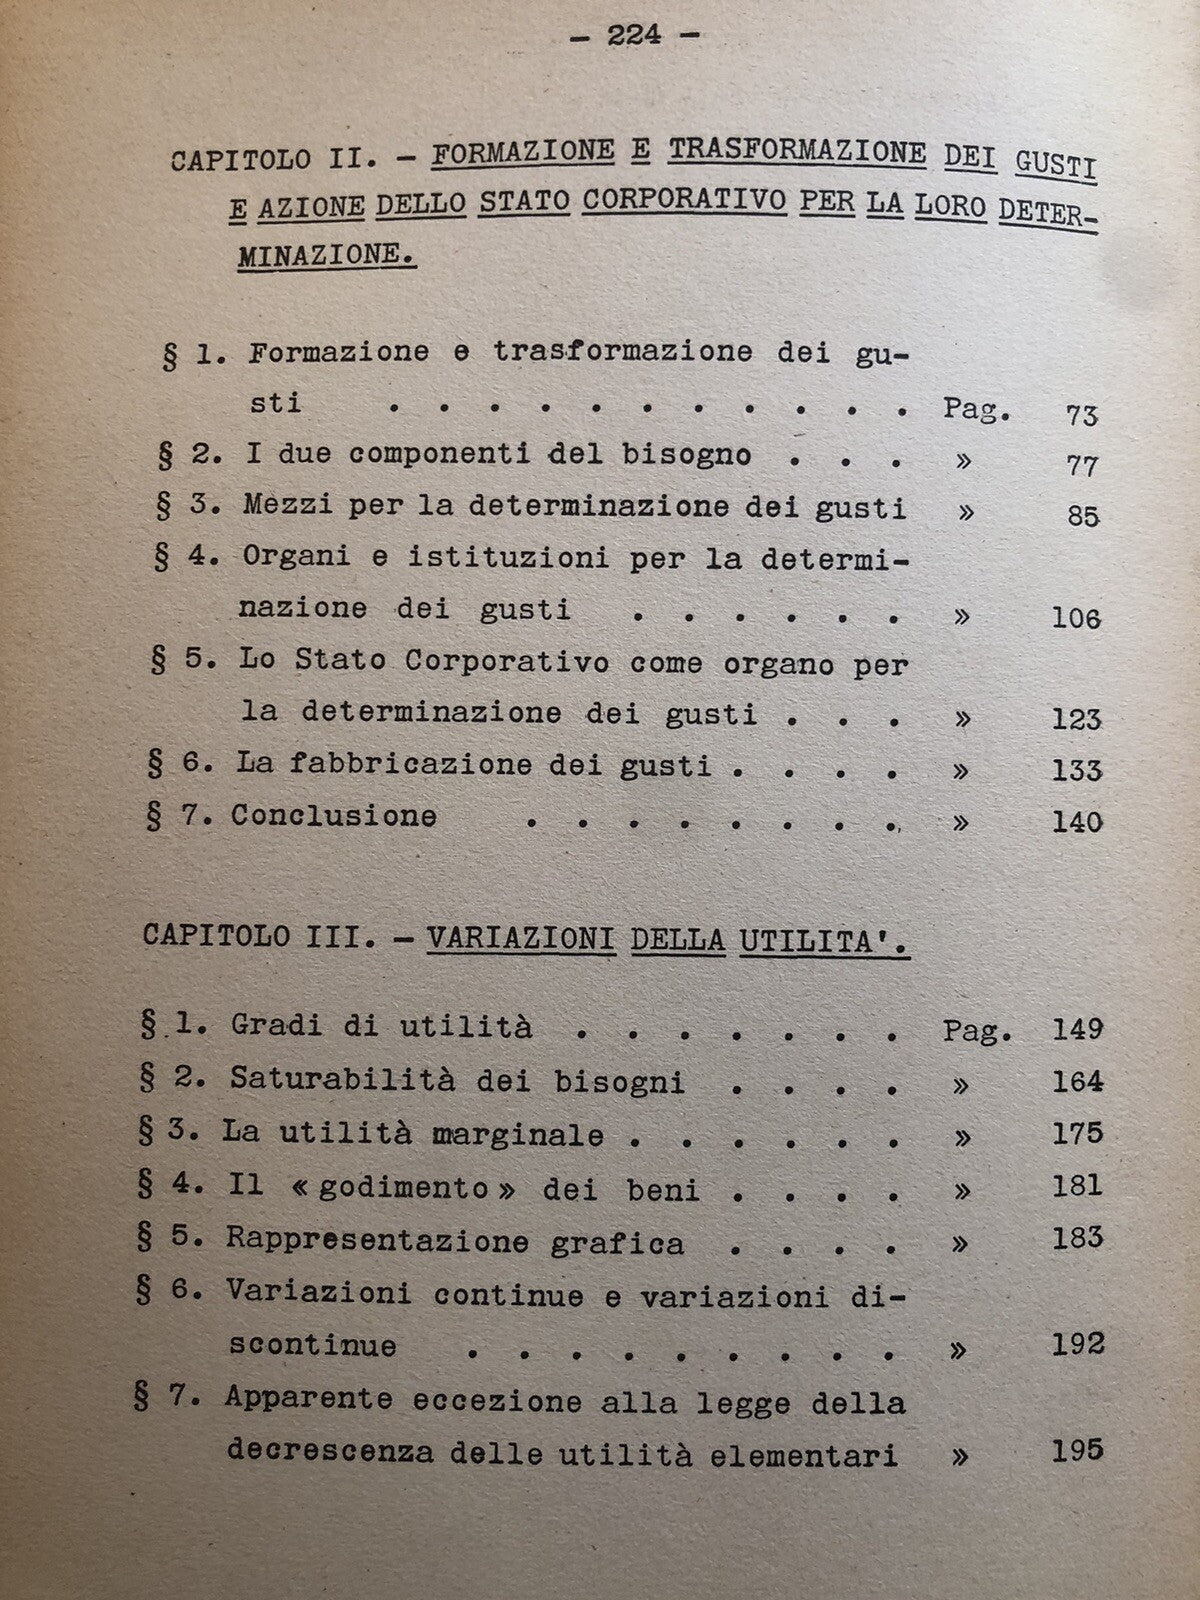 - 224 -
CAPITOLO II. - FORMAZIONE E TRASFORMAZIONE DEI GUSTI
E AZIONE DELLO STATO CORPORATIVO PER LA LORO DETER-
MINAZIONE.
§ 1. Formazione e trasformazione dei gu-
sti . . . . . . . . . . . Pag. 73
§ 2. I due componenti del bisogno . . . » 77
§ 3. Mezzi per la determinazione dei gusti » 85
§ 4. Organi e istituzioni per la determi-
nazione dei gusti . . . . . . » 106
§ 5. Lo Stato Corporativo come organo per
la determinazione dei gusti . . . » 123
§ 6. La fabbricazione dei gusti . . . . » 133
§ 7. Conclusione . . . . . . . . » 140
CAPITOLO III. - VARIAZIONI DELLA UTILITA'.
§ 1. Gradi di utilità . . . . . . . Pag. 149
§ 2. Saturabilità dei bisogni . . . . » 164
§ 3. La utilità marginale . . . . . . » 175
§ 4. Il « godimento » dei beni . . . . » 181
§ 5. Rappresentazione grafica . . . . » 183
§ 6. Variazioni continue e variazioni di-
scontinue . . . . . . . . . » 192
§ 7. Apparente eccezione alla legge della
decrescenza delle utilità elementari » 195